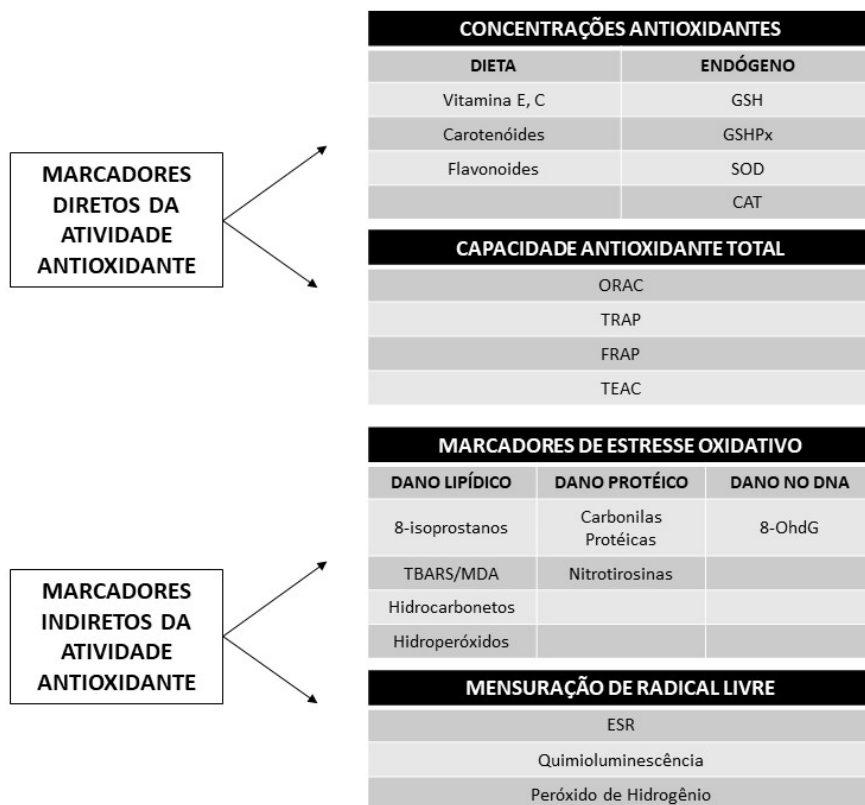 CONCENTRAÇÕES ANTIOXIDANTES
DIETA ENDÓGENO
Vitamina E, C GSH
Carotenóides GSHPx
Flavonoides SOD
CAT
MARCADORES
DIRETOS DA
ATIVIDADE
ANTIOXIDANTE
CAPACIDADE ANTIOXIDANTE TOTAL
ORAC
TRAP
FRAP
TEAC
MARCADORES DE ESTRESSE OXIDATIVO
DANO LIPÍDICO DANO PROTÉICO DANO NO DNA
8-isoprostanos Carbonilas
Protéicas 8-OhdG
TBARS/MDA Nitrotirosinas
Hidrocarbonetos
Hidroperóxidos
MARCADORES
INDIRETOS DA
ATIVIDADE
ANTIOXIDANTE
MENSURAÇÃO DE RADICAL LIVRE
ESR
Quimioluminescência
Peróxido de Hidrogênio